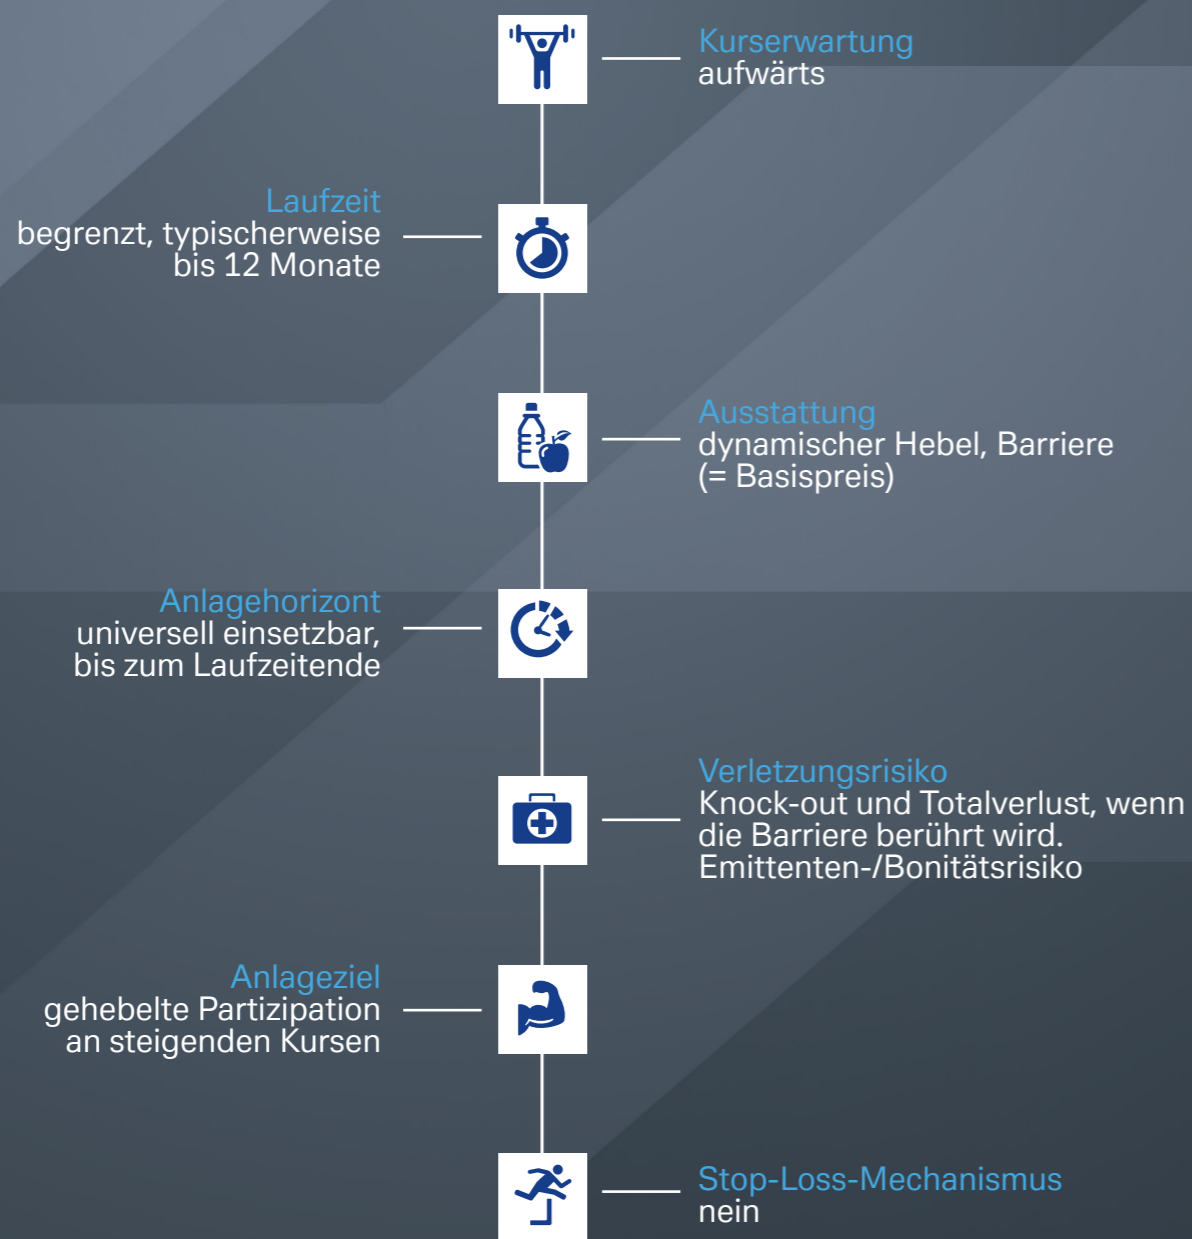 Kurserwartung
aufwärts
Laufzeit
begrenzt, typischerweise
bis 12 Monate
Ausstattung
dynamischer Hebel, Barriere
(= Basispreis)
Anlagehorizont
universell einsetzbar,
bis zum Laufzeitende
Verletzungsrisiko
Knock-out und Totalverlust, wenn
die Barriere berührt wird.
Emittenten-/Bonitätsrisiko
Anlageziel
gehebelte Partizipation
an steigenden Kursen
Stop-Loss-Mechanismus
nein